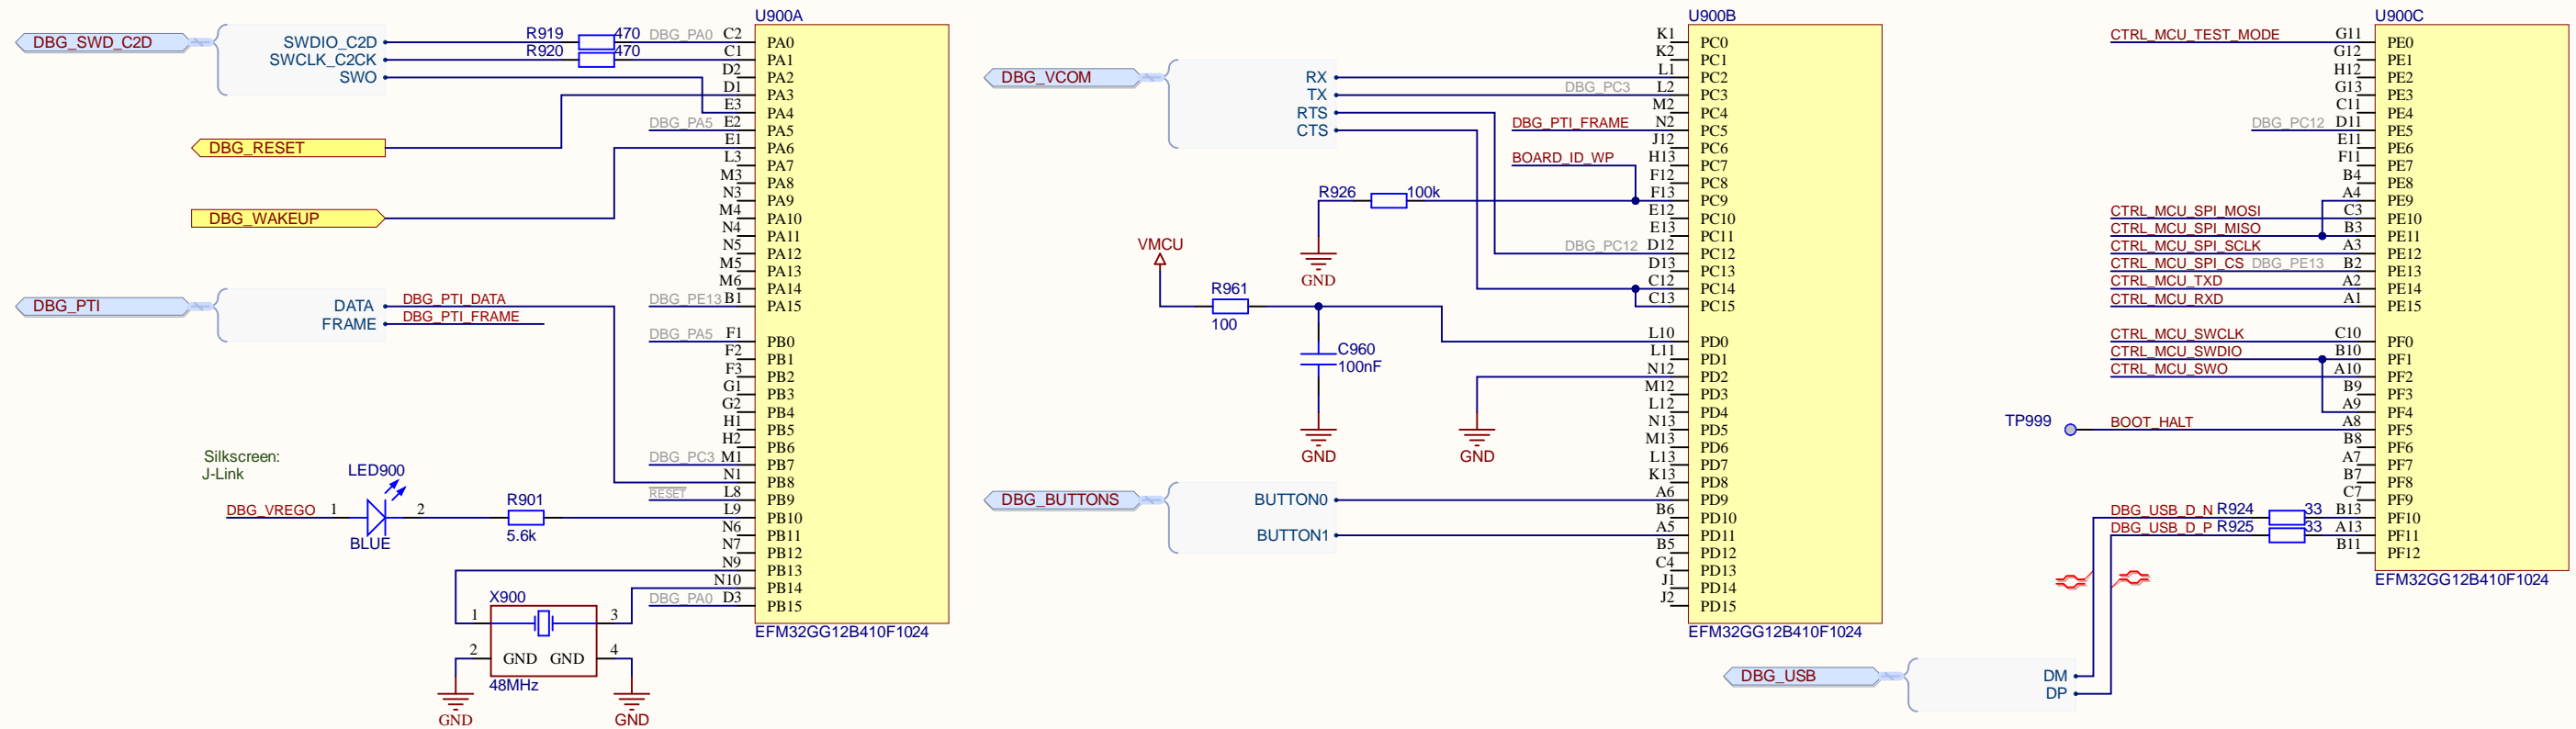 U900A
DBG_SWD_C2D
SWDIO_C2D
SWCLK_C2CK
SWO
R919 470 DBG_PA0 C2 PA0
R920 470 C1 PA1
D2 PA2
D1 PA3
E3 PA4
DBG_PA5 E2 PA5
DBG_RESET E1 PA6
L3 PA7
M3 PA8
N3 PA9
DBG_WAKEUP M4 PA10
N4 PA11
N5 PA12
M5 PA13
M6 PA14
DBG_PTI
DATA DBG_PTI_DATA
FRAME DBG_PTI_FRAME
DBG_PE13 B1 PA15
DBG_PA5 F1 PB0
F2 PB1
F3 PB2
G1 PB3
G2 PB4
H1 PB5
H2 PB6
DBG_PC3 M1 PB7
N1 PB8
RESET L8 PB9
Silkscreen:
J-Link
LED900
DBG_VREGO 1 2
BLUE
R901
5.6k
L9 PB10
N6 PB11
N7 PB12
N9 PB13
N10 PB14
DBG_PA0 D3 PB15
X900
1 3
2 GND GND 4
48MHz
GND GND
EFM32GG12B410F1024
U900B
DBG_VCOM
RX
TX
RTS
CTS
K1 PC0
K2 PC1
L1 PC2
DBG_PC3 L2 PC3
M2 PC4
DBG_PTI_FRAME N2 PC5
J12 PC6
BOARD_ID_WP H13 PC7
F12 PC8
R926 100k F13 PC9
GND
E12 PC10
E13 PC11
DBG_PC12 D12 PC12
D13 PC13
C12 PC14
C13 PC15
VMCU
R961
100
C960
100nF
GND
GND
L10 PD0
L11 PD1
N12 PD2
M12 PD3
L12 PD4
N13 PD5
M13 PD6
L13 PD7
K13 PD8
DBG_BUTTONS
BUTTON0
BUTTON1
A6 PD9
B6 PD10
A5 PD11
B5 PD12
C4 PD13
J1 PD14
J2 PD15
EFM32GG12B410F1024
U900C
CTRL_MCU_TEST_MODE G11 PE0
G12 PE1
H12 PE2
G13 PE3
C11 PE4
DBG_PC12 D11 PE5
E11 PE6
F11 PE7
B4 PE8
A4 PE9
CTRL_MCU_SPI_MOSI C3 PE10
CTRL_MCU_SPI_MISO B3 PE11
CTRL_MCU_SPI_SCLK A3 PE12
CTRL_MCU_SPI_CS DBG_PE13 B2 PE13
CTRL_MCU_TXD A2 PE14
CTRL_MCU_RXD A1 PE15
CTRL_MCU_SWCLK C10 PF0
CTRL_MCU_SWDIO B10 PF1
CTRL_MCU_SWO A10 PF2
B9 PF3
A9 PF4
TP999 BOOT_HALT A8 PF5
B8 PF6
A7 PF7
B7 PF8
C7 PF9
DBG_USB_D_N R924 33 B13 PF10
DBG_USB_D_P R925 33 A13 PF11
B11 PF12
EFM32GG12B410F1024
DBG_USB
DM
DP